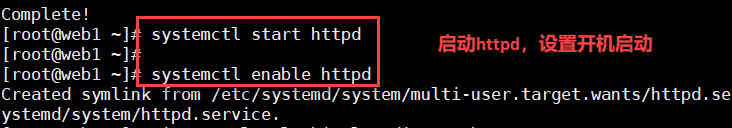 Complete!
[root@web1 ~]# systemctl start httpd
启动httpd，设置开机启动
[root@web1 ~]#
[root@web1 ~]# systemctl enable httpd
Created symlink from /etc/systemd/system/multi-user.target.wants/httpd.se
ystemd/system/httpd.service.